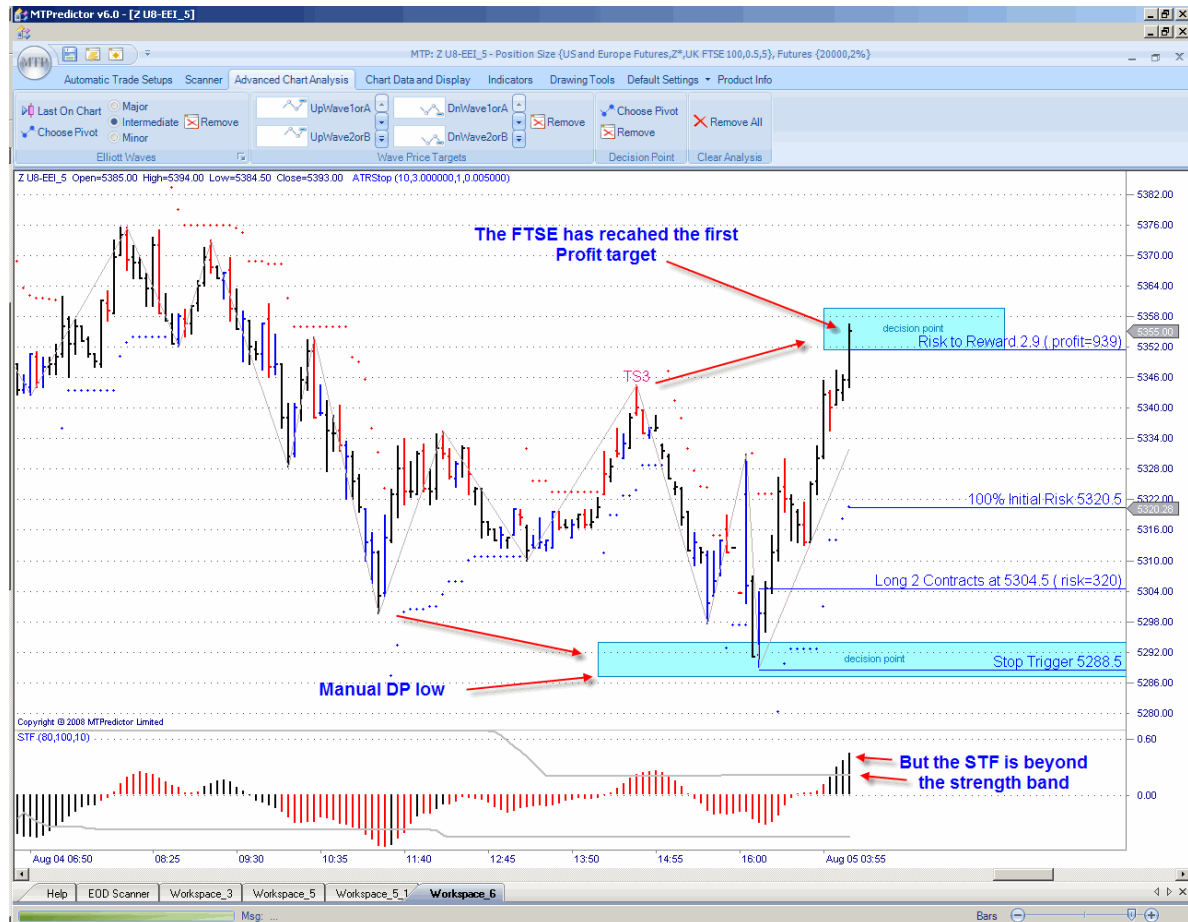 MTPredictor v6.0 - [Z U8-EEI_5]
MTP
MTP: Z U8-EEI_5 - Position Size {US and Europe Futures,Z*,UK FTSE 100,0.5,5}, Futures {20000,2%}
Automatic Trade Setups Scanner Advanced Chart Analysis Chart Data and Display Indicators Drawing Tools Default Settings Product Info
Last On Chart
Choose Pivot
Major
Intermediate
Minor
Remove
Elliott Waves
UpWave1orA
UpWave2orB
DnWave1orA
DnWave2orB
Remove
Wave Price Targets
Choose Pivot
Remove
Decision Point
Remove All
Clear Analysis
Z U8-EEI_5 Open=5385.00 High=5394.00 Low=5384.50 Close=5393.00 ATRStop (10,3.000000,1,0.005000)
5382.00
The FTSE has recahed the first
Profit target
5376.00
5370.00
5364.00
5358.00
decision point
5355.00
Risk to Reward 2.9 ( profit=939)
5352.00
TS3
5346.00
5340.00
5334.00
5328.00
100% Initial Risk 5320.5
5322.00
5320.28
5316.00
5310.00
Long 2 Contracts at 5304.5 ( risk=320)
5304.00
5298.00
decision point
5292.00
Stop Trigger 5288.5
Manual DP low
5286.00
5280.00
Copyright @ 2008 MTPredictor Limited
STF (80,100,10)
0.60
But the STF is beyond
the strength band
0.00
Aug 04 06:50 08:25 09:30 10:35 11:40 12:45 13:50 14:55 16:00 Aug 05 03:55
Help EOD Scanner Workspace_3 Workspace_5 Workspace_5_1 Workspace_6
Msg: ...
Bars